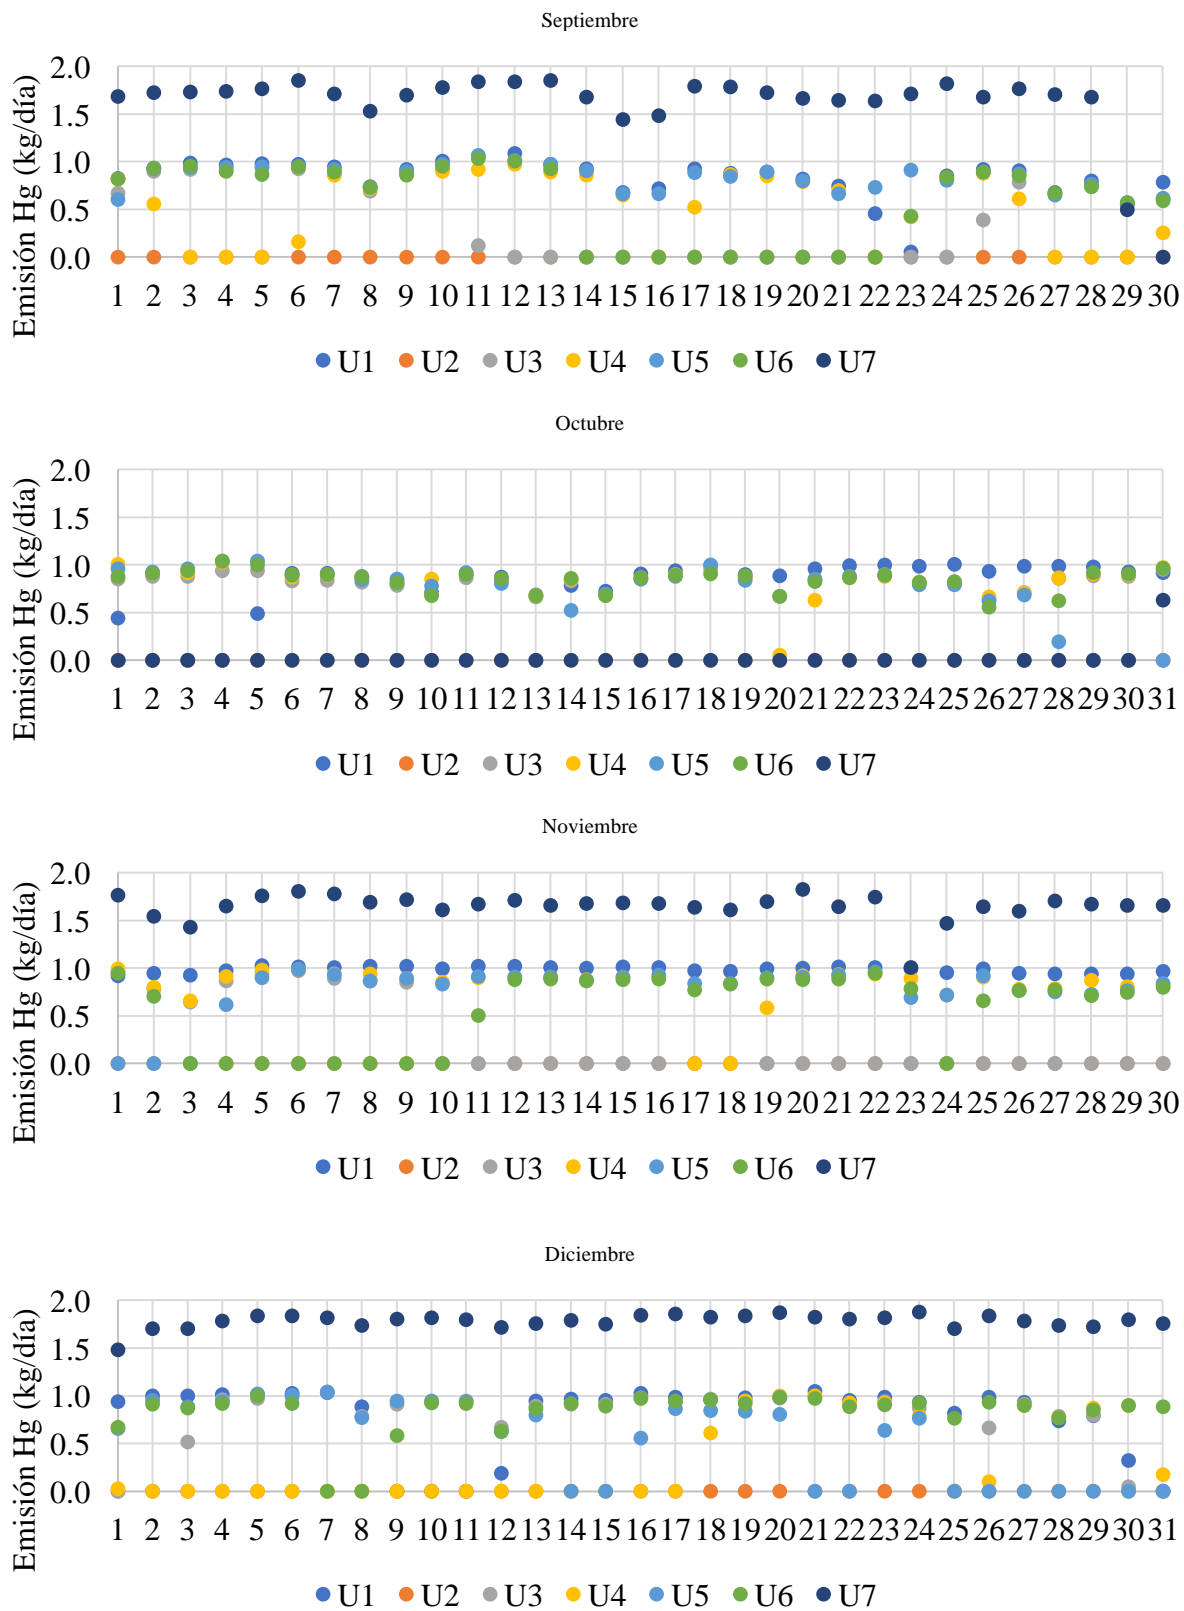 Septiembre
Emisión Hg (kg/día)
2.0
1.5
1.0
0.5
0.0
1 2 3 4 5 6 7 8 9 10 11 12 13 14 15 16 17 18 19 20 21 22 23 24 25 26 27 28 29 30
U1 U2 U3 U4 U5 U6 U7
Octubre
Emisión Hg (kg/día)
2.0
1.5
1.0
0.5
0.0
1 2 3 4 5 6 7 8 9 10 11 12 13 14 15 16 17 18 19 20 21 22 23 24 25 26 27 28 29 30 31
U1 U2 U3 U4 U5 U6 U7
Noviembre
Emisión Hg (kg/día)
2.0
1.5
1.0
0.5
0.0
1 2 3 4 5 6 7 8 9 10 11 12 13 14 15 16 17 18 19 20 21 22 23 24 25 26 27 28 29 30
U1 U2 U3 U4 U5 U6 U7
Diciembre
Emisión Hg (kg/día)
2.0
1.5
1.0
0.5
0.0
1 2 3 4 5 6 7 8 9 10 11 12 13 14 15 16 17 18 19 20 21 22 23 24 25 26 27 28 29 30 31
U1 U2 U3 U4 U5 U6 U7